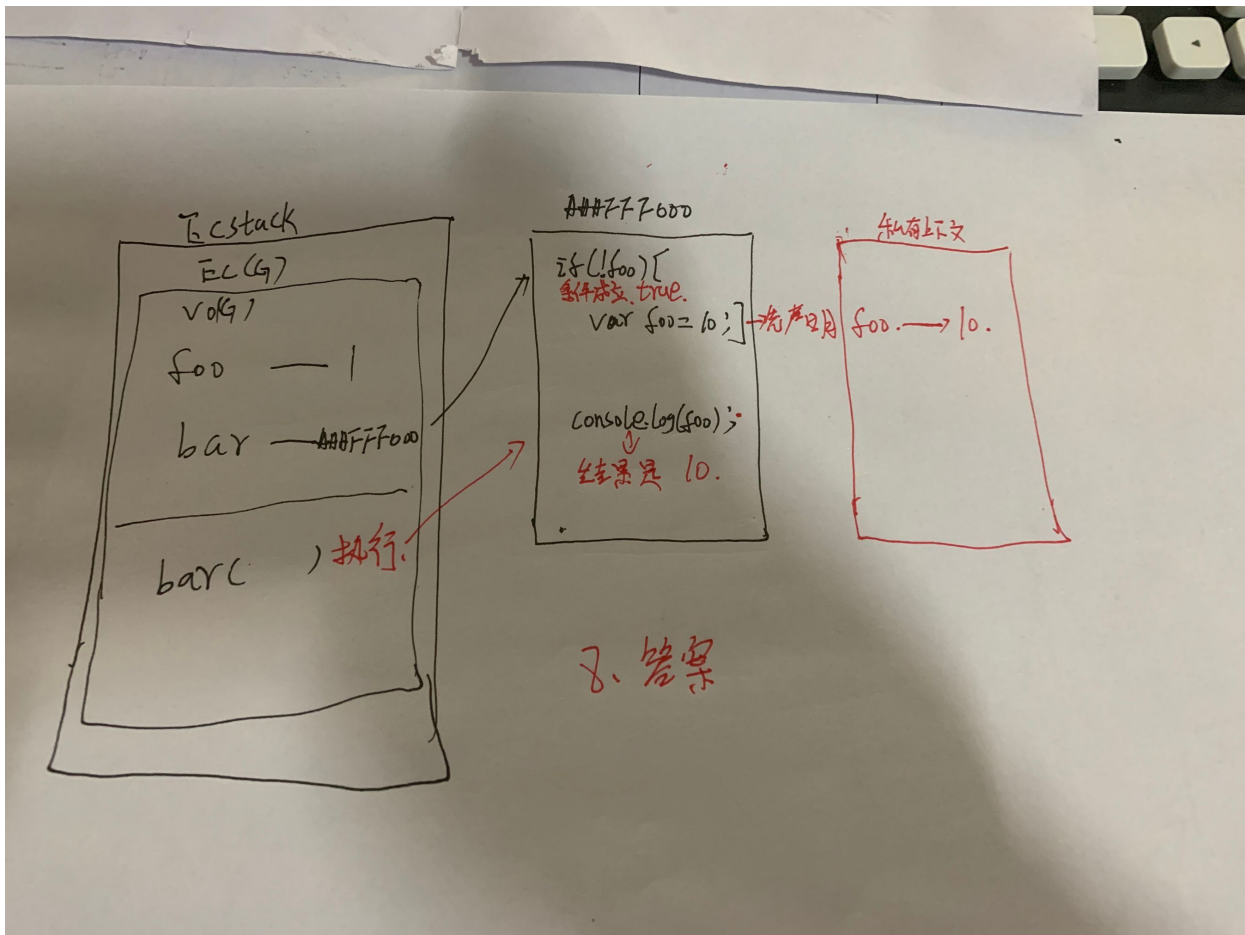 Ecstack
EC(G)
VO(G)
foo — 1
bar — AAAFFF000
bar( ) 执行.
AAAFFF000
if(!foo){
条件成立. true.
var foo = 10;}
→先声明
console.log(foo);
结果是 10.
私有上下文
foo. → 10.
8、答案